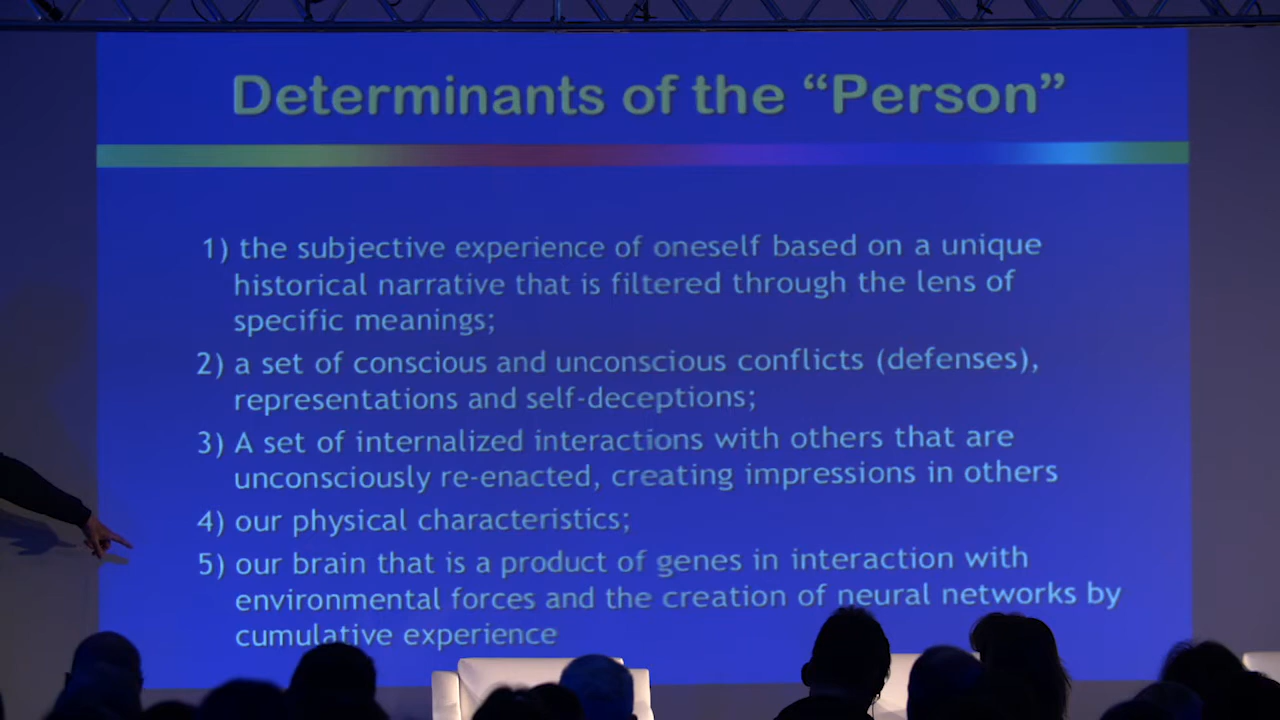 Determinants of the “Person”
1) the subjective experience of oneself based on a unique
historical narrative that is filtered through the lens of
specific meanings;
2) a set of conscious and unconscious conflicts (defenses),
representations and self-deceptions;
3) A set of internalized interactions with others that are
unconsciously re-enacted, creating impressions in others
4) our physical characteristics;
5) our brain that is a product of genes in interaction with
environmental forces and the creation of neural networks by
cumulative experience